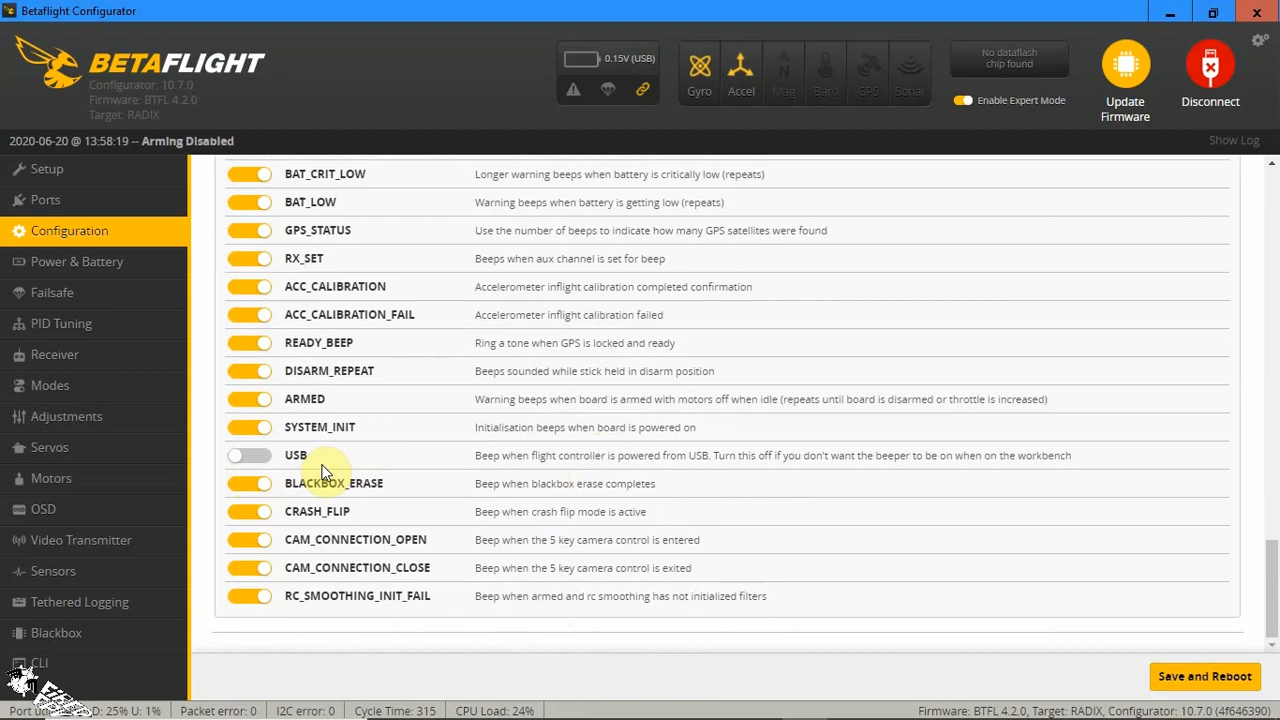 Betaflight Configurator
BETAFLIGHT
Configurator: 10.7.0
Firmware: BTFL 4.2.0
Target: RADIX
0.15V (USB)
Gyro Accel Mag Baro GPS Sonar
No dataflash
chip found
Enable Expert Mode
Update
Firmware
Disconnect
2020-06-20 @ 13:58:19 -- Arming Disabled
Show Log
Setup
Ports
Configuration
Power & Battery
Failsafe
PID Tuning
Receiver
Modes
Adjustments
Servos
Motors
OSD
Video Transmitter
Sensors
Tethered Logging
Blackbox
CLI
BAT_CRIT_LOW Longer warning beeps when battery is critically low (repeats)
BAT_LOW Warning beeps when battery is getting low (repeats)
GPS_STATUS Use the number of beeps to indicate how many GPS satellites were found
RX_SET Beeps when aux channel is set for beep
ACC_CALIBRATION Accelerometer inflight calibration completed confirmation
ACC_CALIBRATION_FAIL Accelerometer inflight calibration failed
READY_BEEP Ring a tone when GPS is locked and ready
DISARM_REPEAT Beeps sounded while stick held in disarm position
ARMED Warning beeps when board is armed with motors off when idle (repeats until board is disarmed or throttle is increased)
SYSTEM_INIT Initialisation beeps when board is powered on
USB Beep when flight controller is powered from USB. Turn this off if you don't want the beeper to be on when on the workbench
BLACKBOX_ERASE Beep when blackbox erase completes
CRASH_FLIP Beep when crash flip mode is active
CAM_CONNECTION_OPEN Beep when the 5 key camera control is entered
CAM_CONNECTION_CLOSE Beep when the 5 key camera control is exited
RC_SMOOTHING_INIT_FAIL Beep when armed and rc smoothing has not initialized filters
Save and Reboot
Port D: 25% U: 1% Packet error: 0 I2C error: 0 Cycle Time: 315 CPU Load: 24% Firmware: BTFL 4.2.0, Target: RADIX, Configurator: 10.7.0 (4f646390)